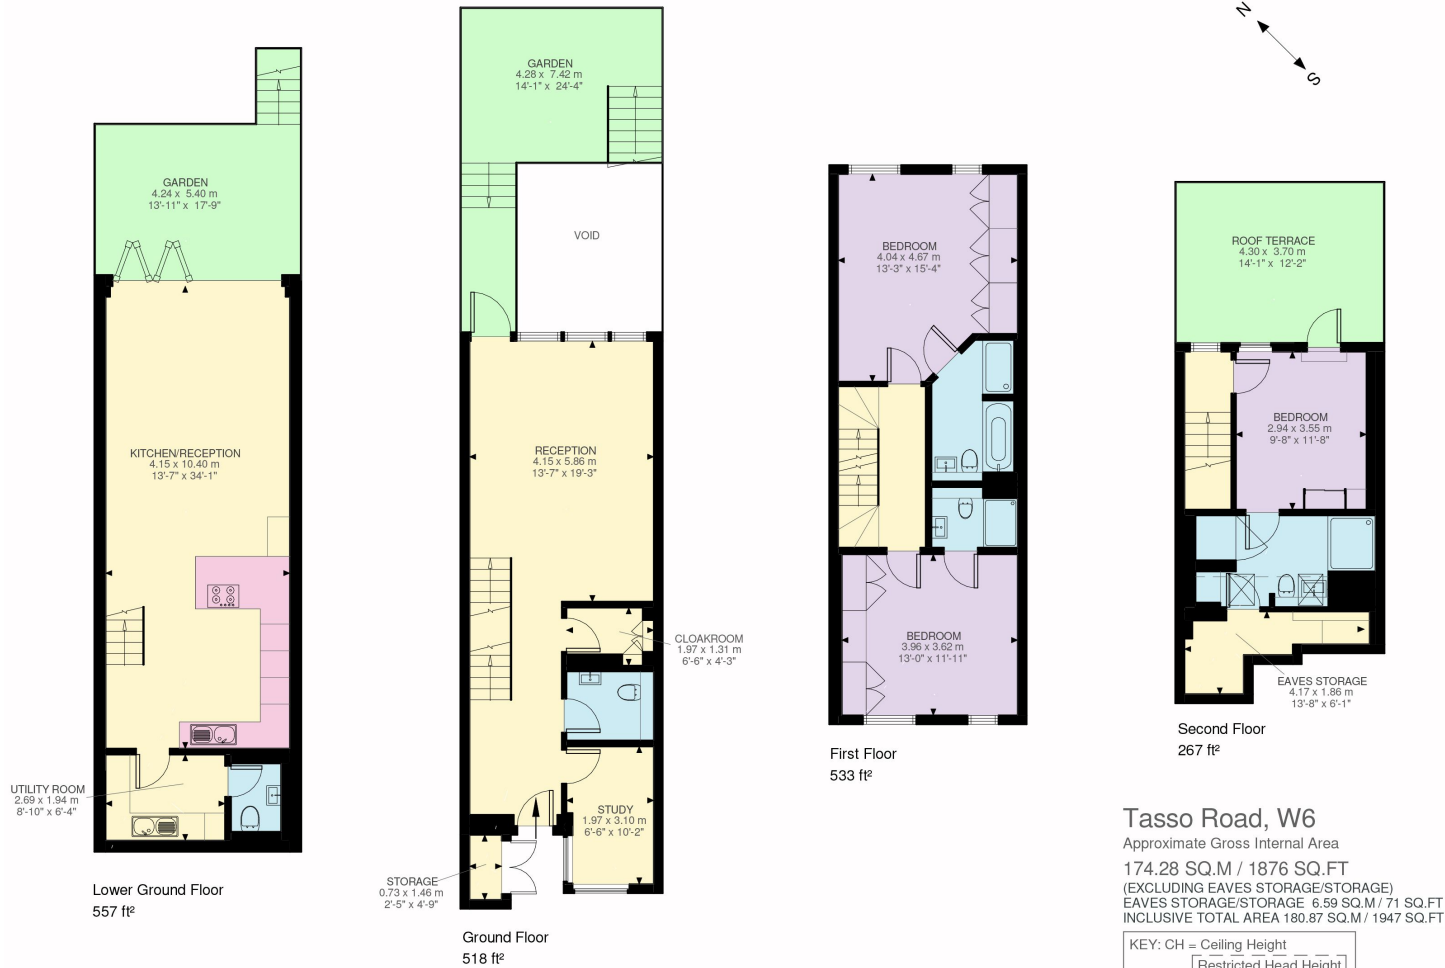 GARDEN
4.24 x 5.40 m
13'-11" x 17'-9"
KITCHEN/RECEPTION
4.15 x 10.40 m
13'-7" x 34'-1"
UTILITY ROOM
2.69 x 1.94 m
8'-10" x 6'-4"
Lower Ground Floor
557 ft²
GARDEN
4.28 x 7.42 m
14'-1" x 24'-4"
VOID
RECEPTION
4.15 x 5.86 m
13'-7" x 19'-3"
CLOAKROOM
1.97 x 1.31 m
6'-6" x 4'-3"
STUDY
1.97 x 3.10 m
6'-6" x 10'-2"
STORAGE
0.73 x 1.46 m
2'-5" x 4'-9"
Ground Floor
518 ft²
BEDROOM
4.04 x 4.67 m
13'-3" x 15'-4"
BEDROOM
3.96 x 3.62 m
13'-0" x 11'-11"
First Floor
533 ft²
N
S
ROOF TERRACE
4.30 x 3.70 m
14'-1" x 12'-2"
BEDROOM
2.94 x 3.55 m
9'-8" x 11'-8"
EAVES STORAGE
4.17 x 1.86 m
13'-8" x 6'-1"
Second Floor
267 ft²
Tasso Road, W6
Approximate Gross Internal Area
174.28 SQ.M / 1876 SQ.FT
(EXCLUDING EAVES STORAGE/STORAGE)
EAVES STORAGE/STORAGE 6.59 SQ.M / 71 SQ.FT
INCLUSIVE TOTAL AREA 180.87 SQ.M / 1947 SQ.FT
KEY: CH = Ceiling Height
Restricted Head Height